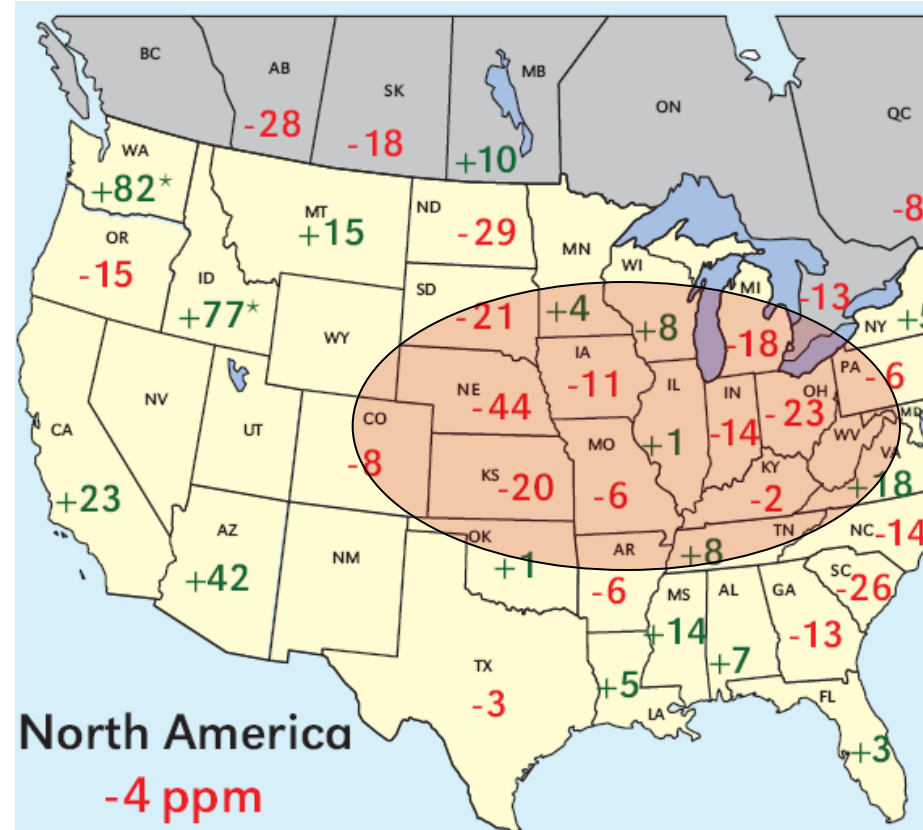 BC
AB
-28
SK
-18
MB
+10
ON
QC
-8
WA
+82*
OR
-15
ID
+77*
MT
+15
WY
ND
-29
SD
-21
MN
+4
WI
+8
MI
-18
-13
NY
+
CA
+23
NV
UT
CO
-8
NE
-44
KS
-20
IA
-11
MO
-6
IL
+1
IN
-14
OH
-23
PA
-6
MD
WV
VA
+18
KY
-2
TN
+8
NC
-14
SC
-26
AZ
+42
NM
OK
+1
AR
-6
TX
-3
LA
+5
MS
+14
AL
+7
GA
-13
FL
+3
North America
-4 ppm